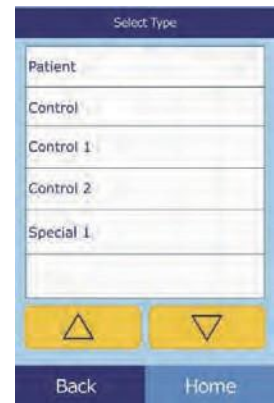 Select Type
Patient
Control
Control 1
Control 2
Special 1
Back Home